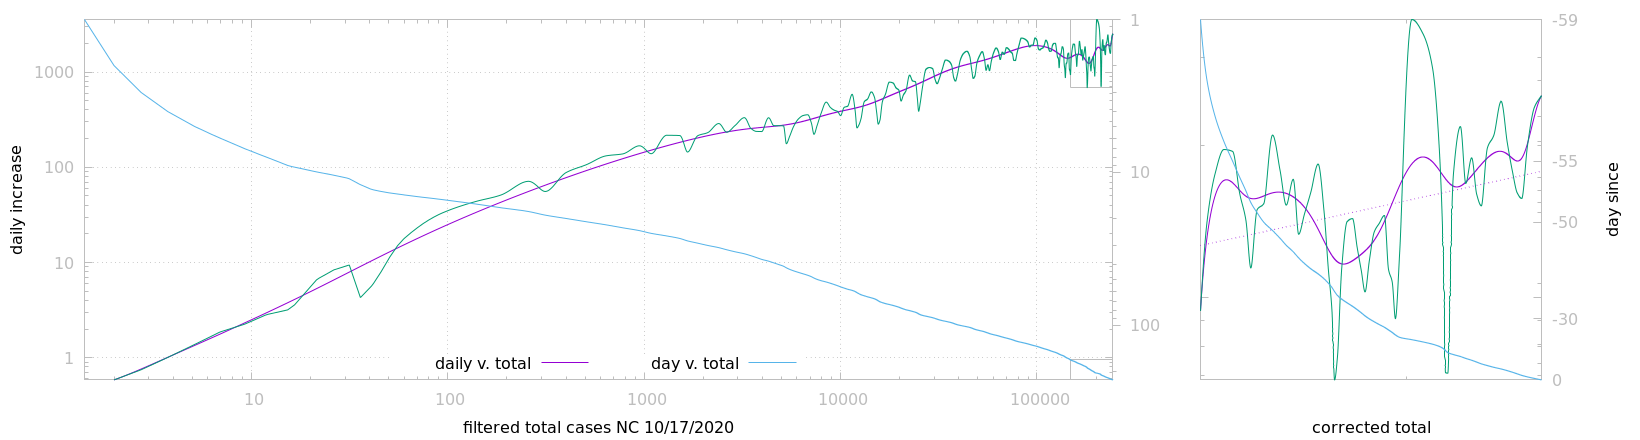 daily increase
1000
100
10
1
daily v. total
day v. total
10
100
1000
10000
100000
filtered total cases NC 10/17/2020
1
10
100
-59
-55
-50
-30
0
day since
corrected total